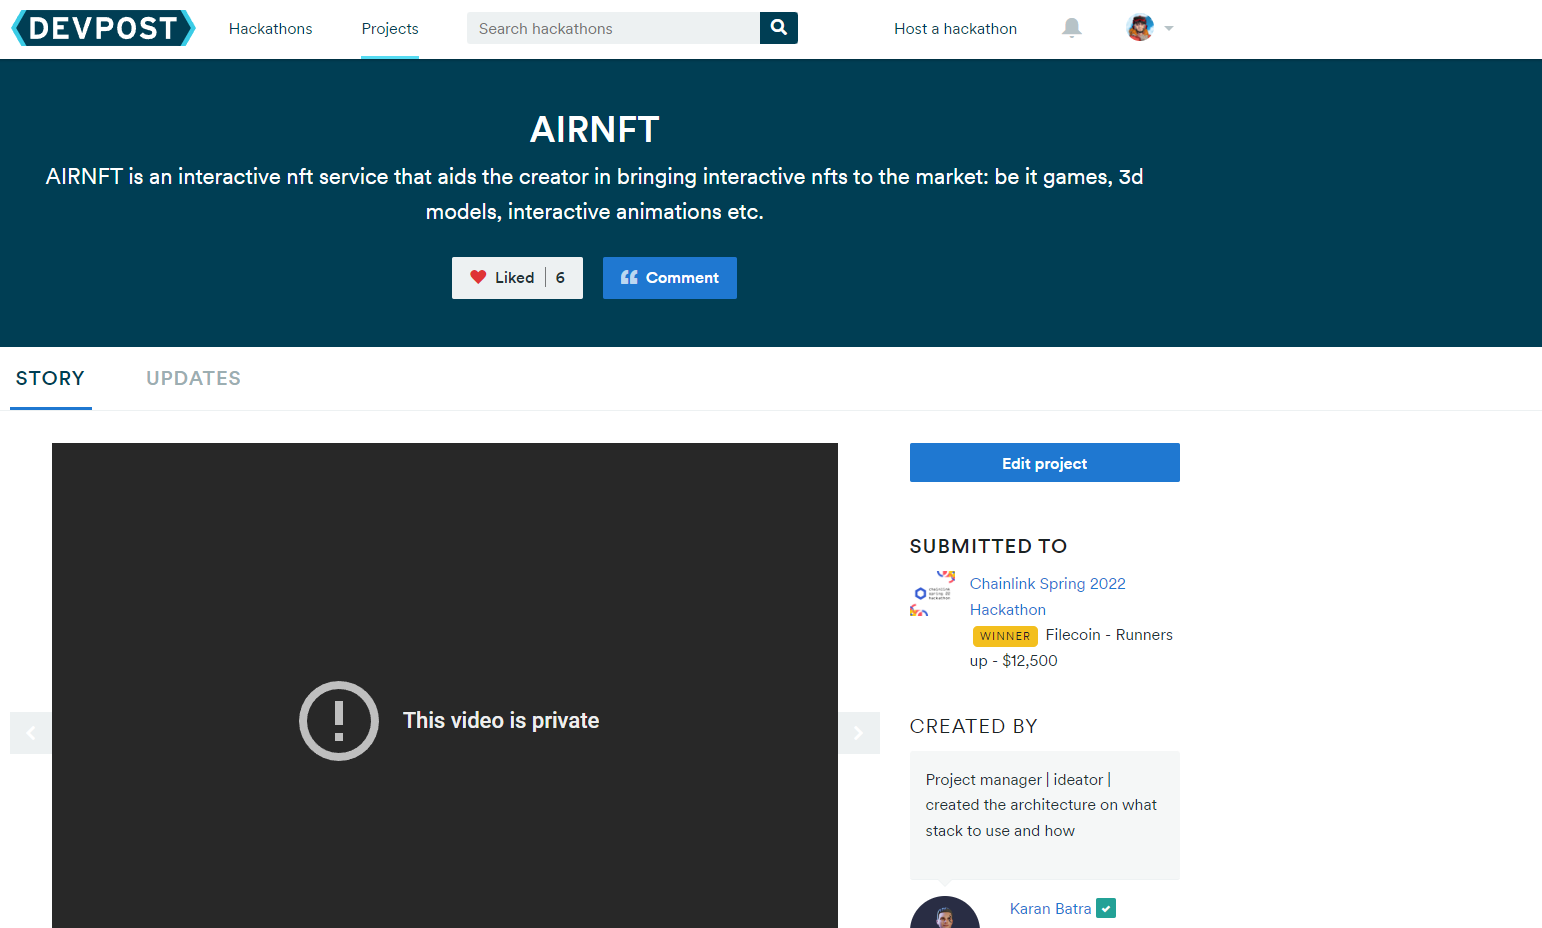 DEVPOST
Hackathons
Projects
Search hackathons
Host a hackathon
AIRNFT
AIRNFT is an interactive nft service that aids the creator in bringing interactive nfts to the market: be it games, 3d
models, interactive animations etc.
Liked 6
Comment
STORY
UPDATES
This video is private
Edit project
SUBMITTED TO
Chainlink Spring 2022
Hackathon
WINNER Filecoin - Runners
up - $12,500
CREATED BY
Project manager | ideator |
created the architecture on what
stack to use and how
Karan Batra